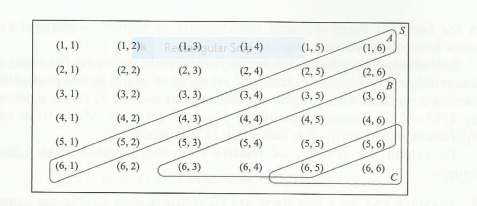 S
A
(1, 1) (1, 2) (1, 3) (1, 4) (1, 5) (1, 6)
Rectangular Sn
(2, 1) (2, 2) (2, 3) (2, 4) (2, 5) (2, 6)
B
(3, 1) (3, 2) (3, 3) (3, 4) (3, 5) (3, 6)
(4, 1) (4, 2) (4, 3) (4, 4) (4, 5) (4, 6)
(5, 1) (5, 2) (5, 3) (5, 4) (5, 5) (5, 6)
(6, 1) (6, 2) (6, 3) (6, 4) (6, 5) (6, 6)
C